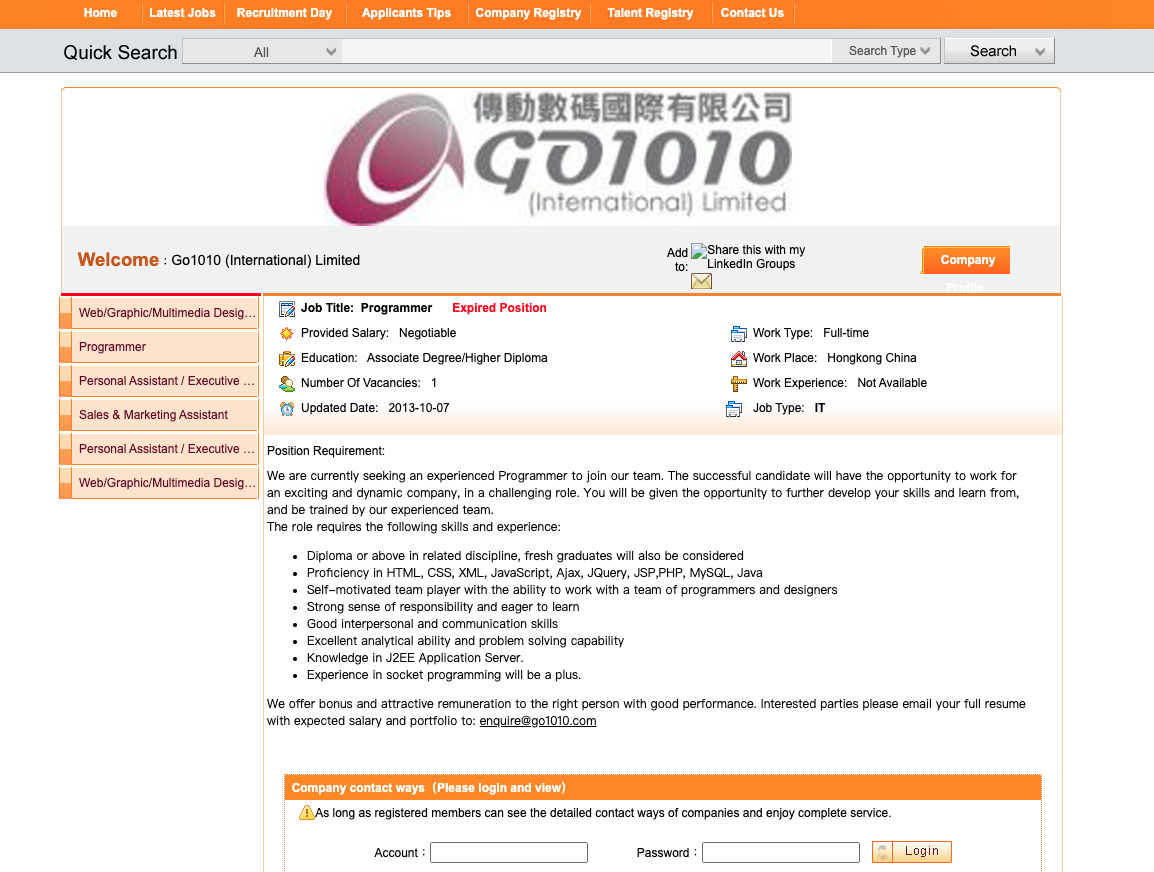 Home Latest Jobs Recruitment Day Applicants Tips Company Registry Talent Registry Contact Us
Quick Search All Search Type Search
傳動數碼國際有限公司
GO1010
(International) Limited
Welcome : Go1010 (International) Limited
Add to: Share this with my LinkedIn Groups
Company Profile
Web/Graphic/Multimedia Desig...
Programmer
Personal Assistant / Executive ...
Sales & Marketing Assistant
Personal Assistant / Executive ...
Web/Graphic/Multimedia Desig...
Job Title: Programmer Expired Position
Provided Salary: Negotiable Work Type: Full-time
Education: Associate Degree/Higher Diploma Work Place: Hongkong China
Number Of Vacancies: 1 Work Experience: Not Available
Updated Date: 2013-10-07 Job Type: IT
Position Requirement:
We are currently seeking an experienced Programmer to join our team. The successful candidate will have the opportunity to work for
an exciting and dynamic company, in a challenging role. You will be given the opportunity to further develop your skills and learn from,
and be trained by our experienced team.
The role requires the following skills and experience:
• Diploma or above in related discipline, fresh graduates will also be considered
• Proficiency in HTML, CSS, XML, JavaScript, Ajax, JQuery, JSP,PHP, MySQL, Java
• Self-motivated team player with the ability to work with a team of programmers and designers
• Strong sense of responsibility and eager to learn
• Good interpersonal and communication skills
• Excellent analytical ability and problem solving capability
• Knowledge in J2EE Application Server.
• Experience in socket programming will be a plus.
We offer bonus and attractive remuneration to the right person with good performance. Interested parties please email your full resume
with expected salary and portfolio to: enquire@go1010.com
Company contact ways（Please login and view）
As long as registered members can see the detailed contact ways of companies and enjoy complete service.
Account： Password： Login